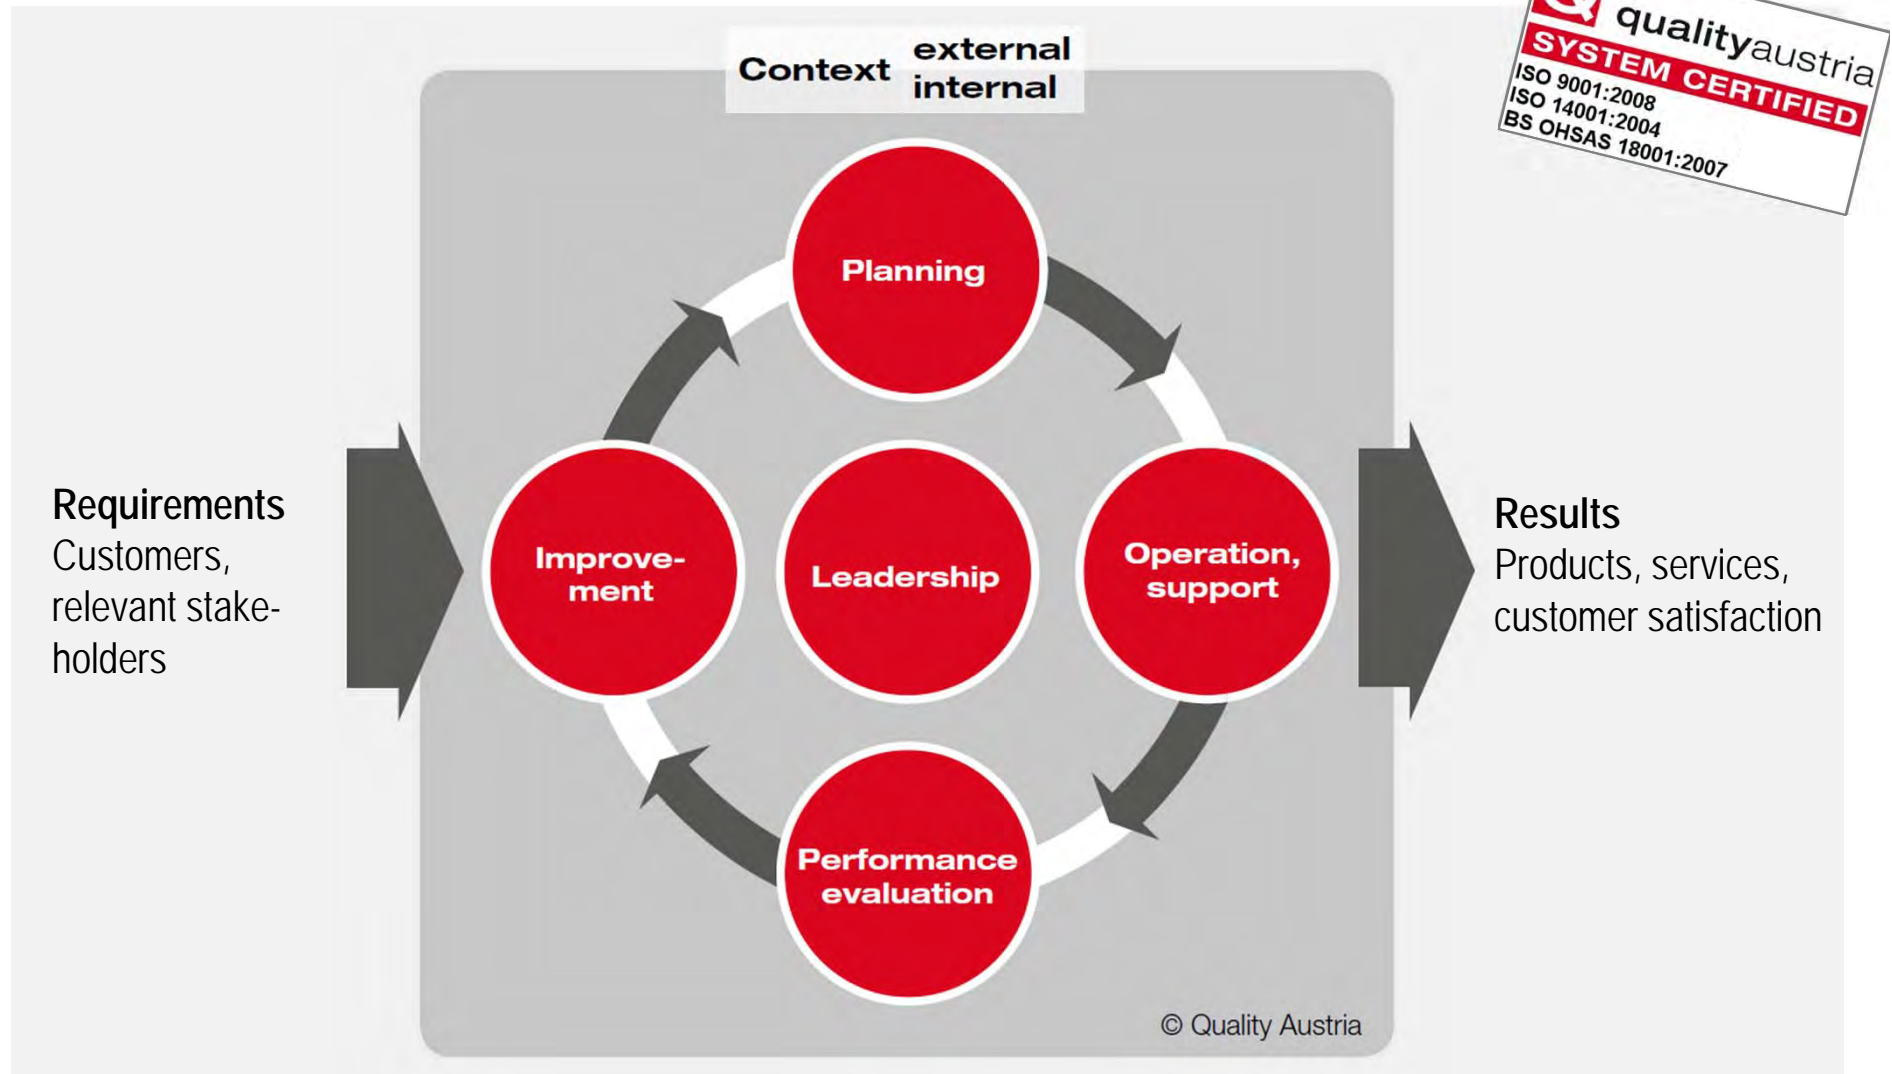 Context external
internal
qualityaustria
SYSTEM CERTIFIED
ISO 9001:2008
ISO 14001:2004
BS OHSAS 18001:2007
Planning
Requirements
Customers,
relevant stake-
holders
Improve-
ment
Leadership
Operation,
support
Results
Products, services,
customer satisfaction
Performance
evaluation
© Quality Austria